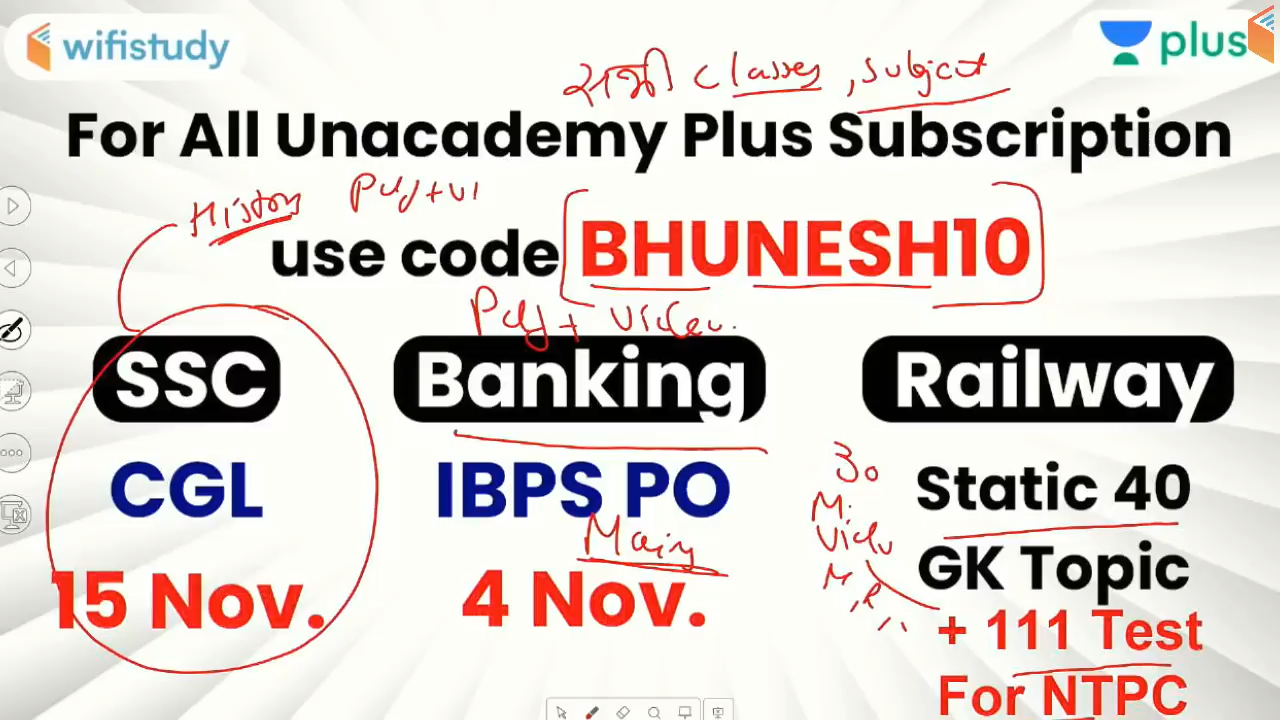 wifistudy
plus
सभी classes, subject
For All Unacademy Plus Subscription
History Pdf + Vi
use code BHUNESH10
Pdf + Video.
SSC Banking Railway
CGL IBPS PO Static 40
30
Main
GK Topic
15 Nov. 4 Nov.
+ 111 Test
For NTPC